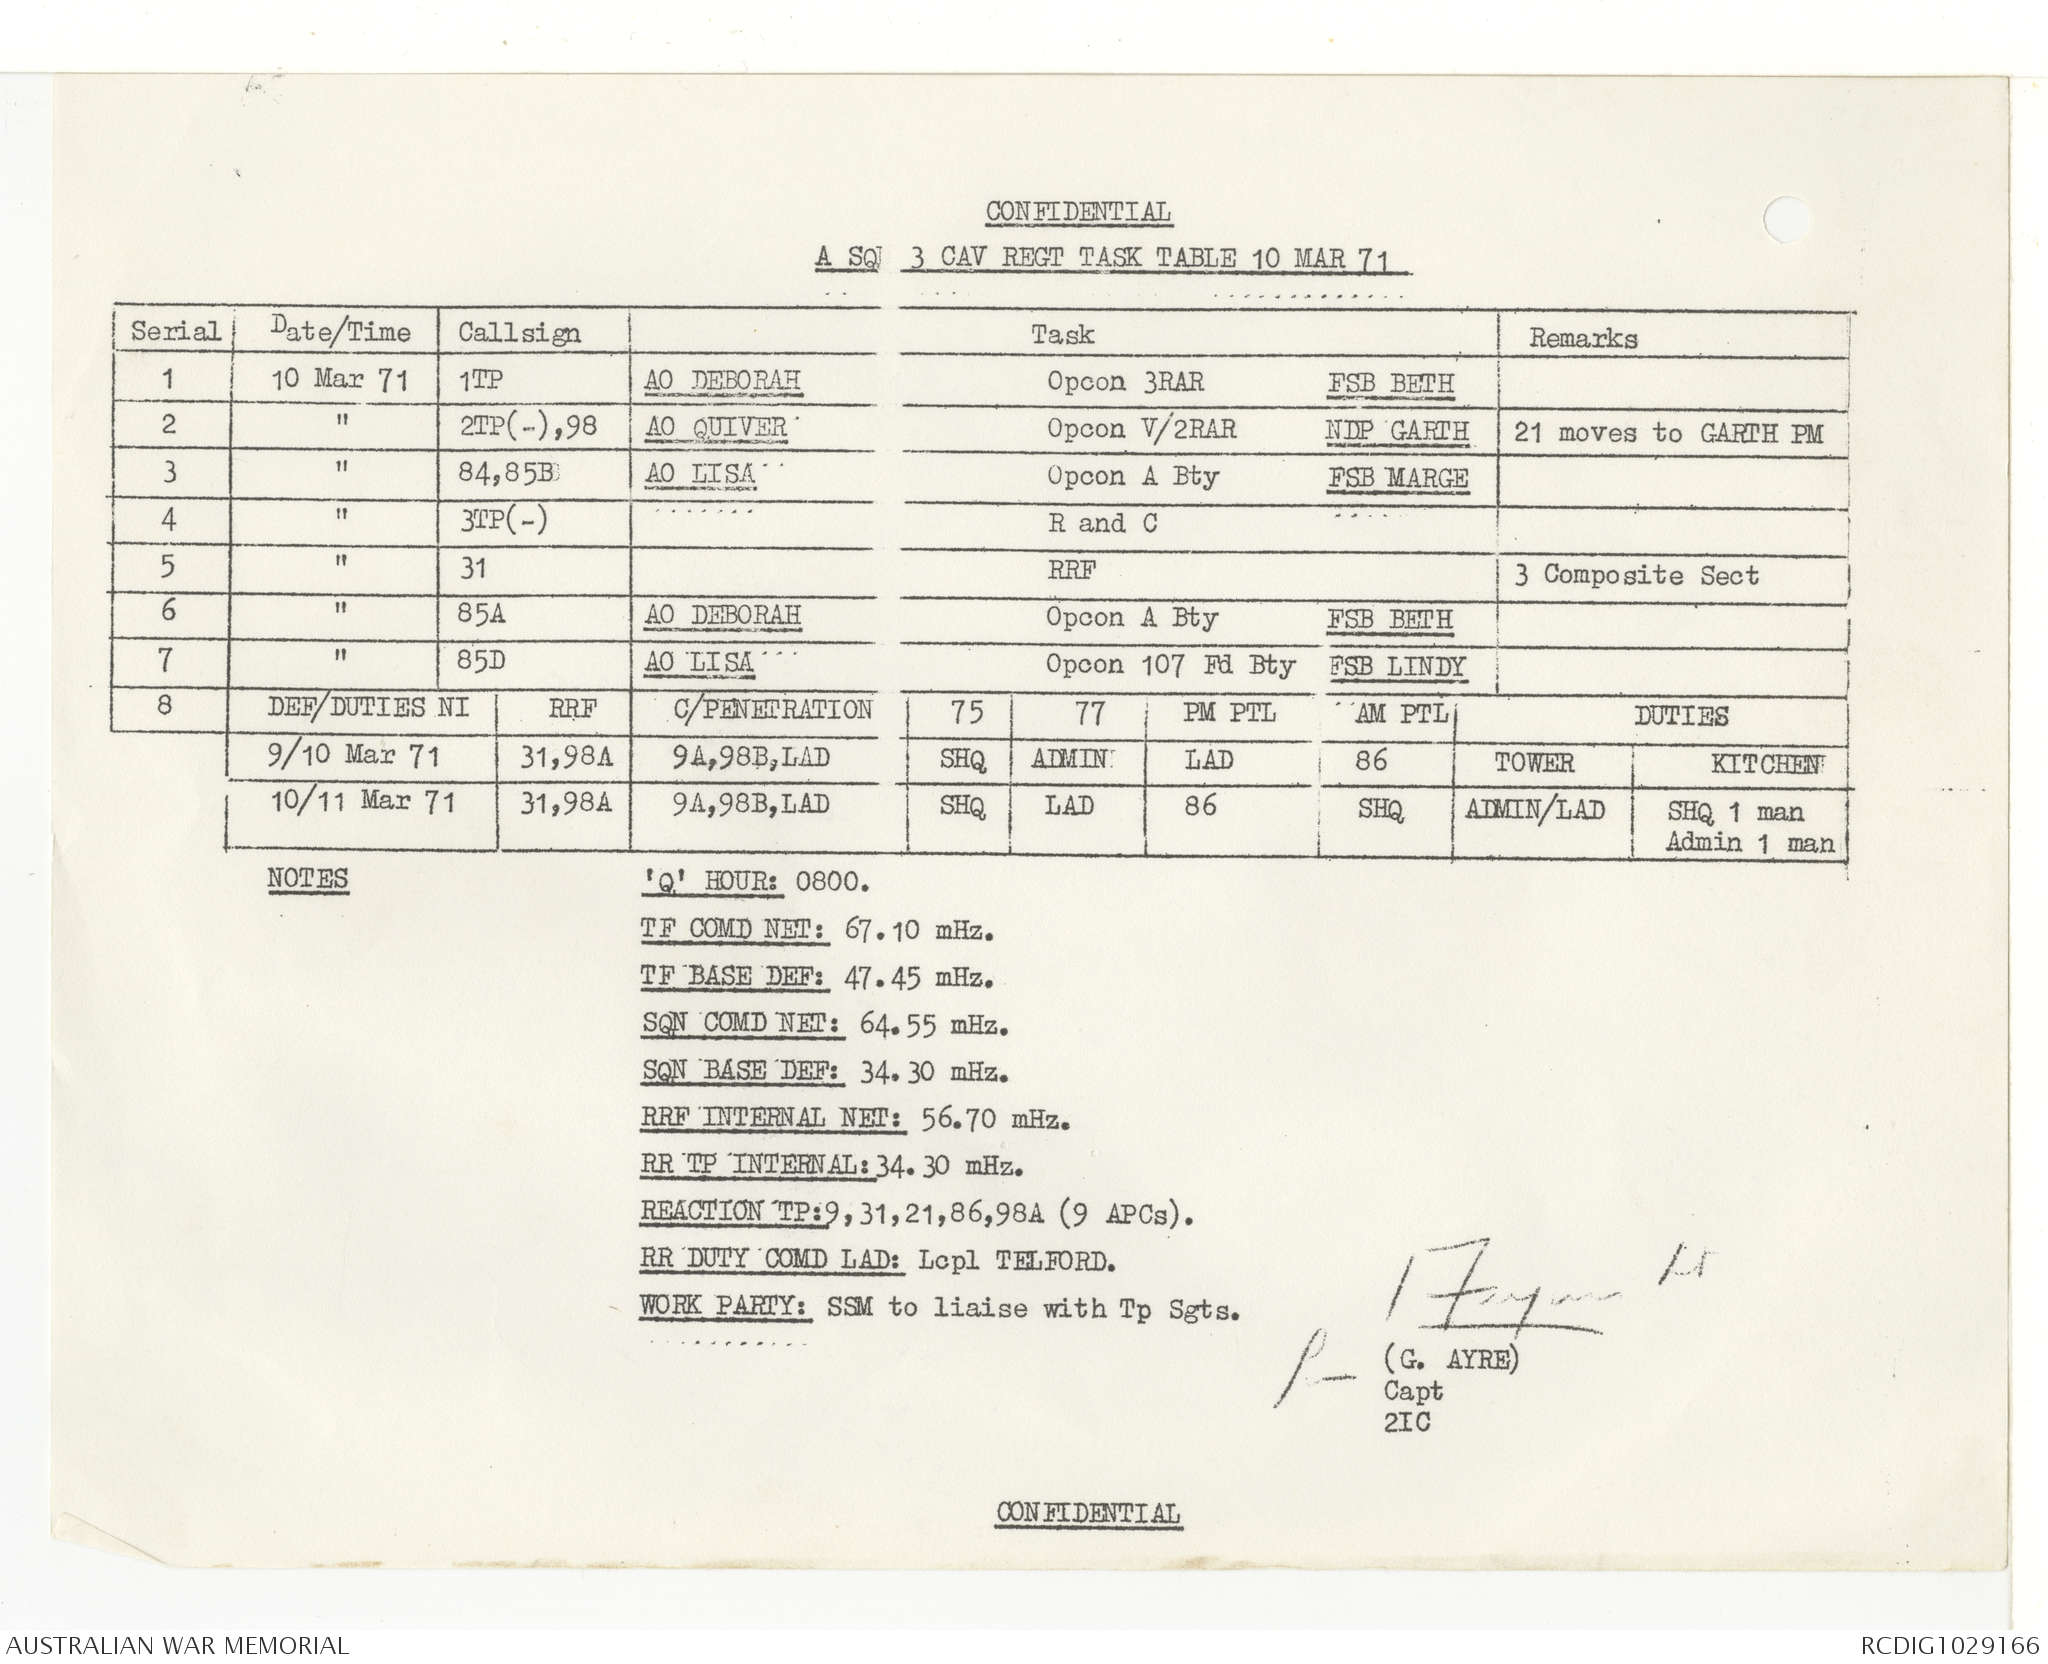 CONFIDENTIAL
A SQ 3 CAV REGT TASK TABLE 10 MAR 71
Serial Date/Time Callsign Task Remarks
1 10 Mar 71 1TP AO DEBORAH Opcon 3RAR FSB BETH
2 " 2TP(-),98 AO QUIVER Opcon V/2RAR NDP GARTH 21 moves to GARTH PM
3 " 84,85B AO LISA Opcon A Bty FSB MARGE
4 " 3TP(-) R and C
5 " 31 RRF 3 Composite Sect
6 " 85A AO DEBORAH Opcon A Bty FSB BETH
7 " 85D AO LISA Opcon 107 Fd Bty FSB LINDY
8 DEF/DUTIES NI RRF C/PENETRATION 75 77 PM PTL AM PTL DUTIES
9/10 Mar 71 31,98A 9A,98B,LAD SHQ ADMIN LAD 86 TOWER KITCHEN
10/11 Mar 71 31,98A 9A,98B,LAD SHQ LAD 86 SHQ ADMIN/LAD SHQ 1 man
Admin 1 man
NOTES 'Q' HOUR: 0800.
TF COMD NET: 67.10 mHz.
TF BASE DEF: 47.45 mHz.
SQN COMD NET: 64.55 mHz.
SQN BASE DEF: 34.30 mHz.
RRF INTERNAL NET: 56.70 mHz.
RR TP INTERNAL:34.30 mHz.
REACTION TP:9,31,21,86,98A (9 APCs).
RR DUTY COMD LAD: Lcpl TELFORD.
WORK PARTY: SSM to liaise with Tp Sgts.
Lt
(G. AYRE)
Capt
2IC
CONFIDENTIAL
AUSTRALIAN WAR MEMORIAL RCDIG1029166